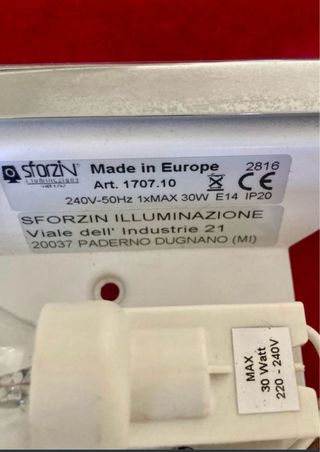 sforzin Made in Europe 2816
illuminazione Art. 1707.10 CE
240V-50Hz 1xMAX 30W E14 IP20
SFORZIN ILLUMINAZIONE
Viale dell' Industrie 21
20037 PADERNO DUGNANO (MI)
MAX
30 Watt
220 - 240V